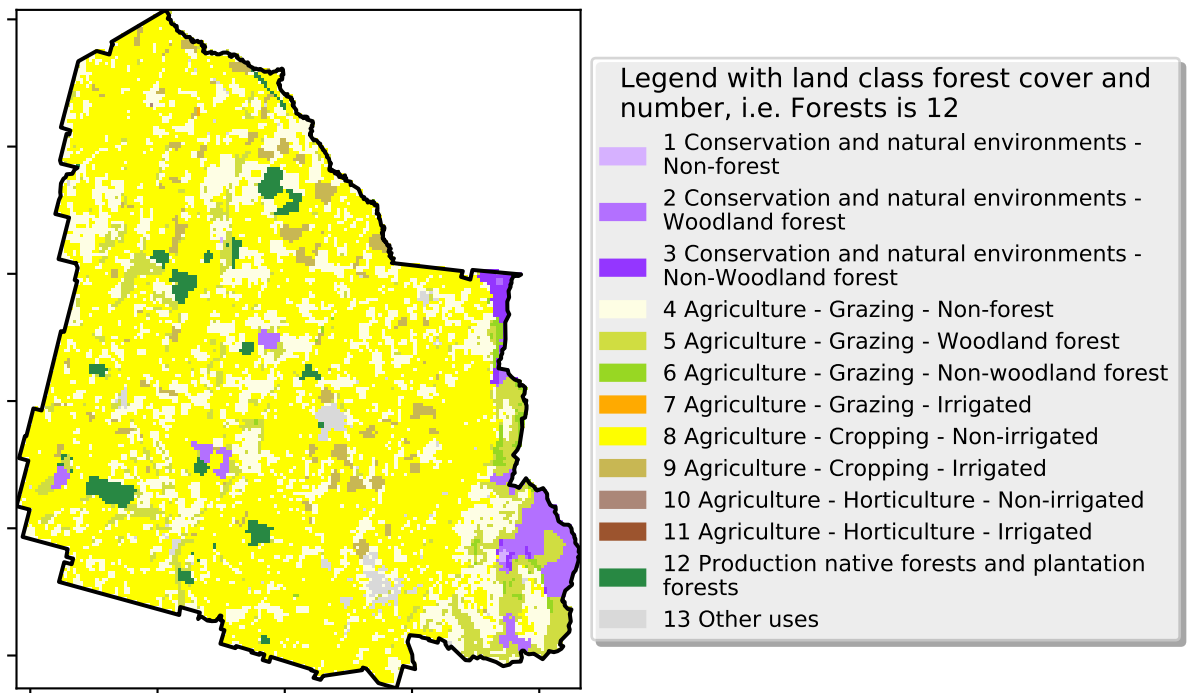 Legend with land class forest cover and
number, i.e. Forests is 12
1 Conservation and natural environments -
Non-forest
2 Conservation and natural environments -
Woodland forest
3 Conservation and natural environments -
Non-Woodland forest
4 Agriculture - Grazing - Non-forest
5 Agriculture - Grazing - Woodland forest
6 Agriculture - Grazing - Non-woodland forest
7 Agriculture - Grazing - Irrigated
8 Agriculture - Cropping - Non-irrigated
9 Agriculture - Cropping - Irrigated
10 Agriculture - Horticulture - Non-irrigated
11 Agriculture - Horticulture - Irrigated
12 Production native forests and plantation
forests
13 Other uses